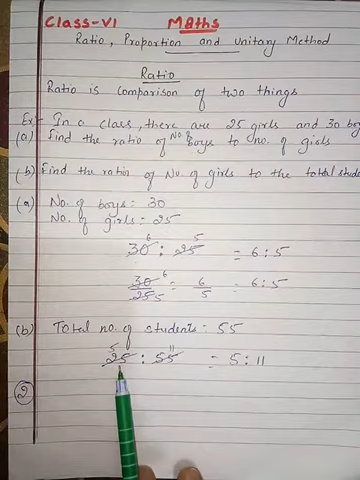 Class-VI Maths
Ratio, Proportion and Unitary Method
Ratio
Ratio is comparison of two things
Ex:- In a class, there are 25 girls and 30 boy
(a) Find the ratio of No. of boys to no. of girls
(b) Find the ratio of No. of girls to the total stude
(a) No. of boys = 30
No. of girls = 25
6 5
30 : 25 = 6 : 5
30 6 = 6 = 6 : 5
25 5 5
(b) Total no. of students = 55
5 11
25 : 55 = 5 : 11
2